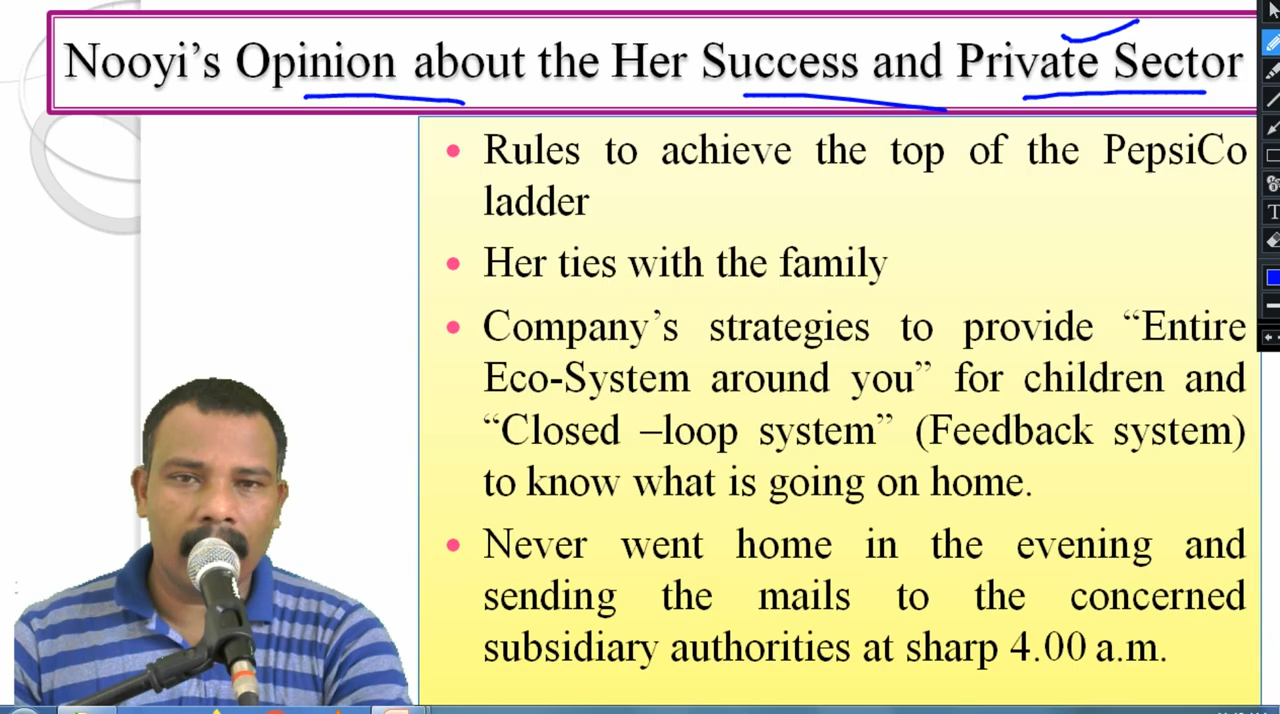 Nooyi’s Opinion about the Her Success and Private Sector
• Rules to achieve the top of the PepsiCo
ladder
• Her ties with the family
• Company’s strategies to provide “Entire
Eco-System around you” for children and
“Closed –loop system” (Feedback system)
to know what is going on home.
• Never went home in the evening and
sending the mails to the concerned
subsidiary authorities at sharp 4.00 a.m.